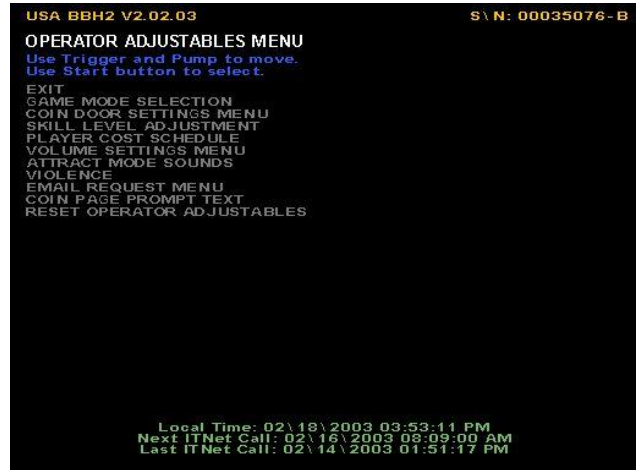 USA BBH2 V2.02.03 S\N: 00035076-B
OPERATOR ADJUSTABLES MENU
Use Trigger and Pump to move.
Use Start button to select.
EXIT
GAME MODE SELECTION
COIN DOOR SETTINGS MENU
SKILL LEVEL ADJUSTMENT
PLAYER COST SCHEDULE
VOLUME SETTINGS MENU
ATTRACT MODE SOUNDS
VIOLENCE
EMAIL REQUEST MENU
COIN PAGE PROMPT TEXT
RESET OPERATOR ADJUSTABLES
Local Time: 02\18\2003 03:53:11 PM
Next ITNet Call: 02\16\2003 08:09:00 AM
Last ITNet Call: 02\14\2003 01:51:17 PM